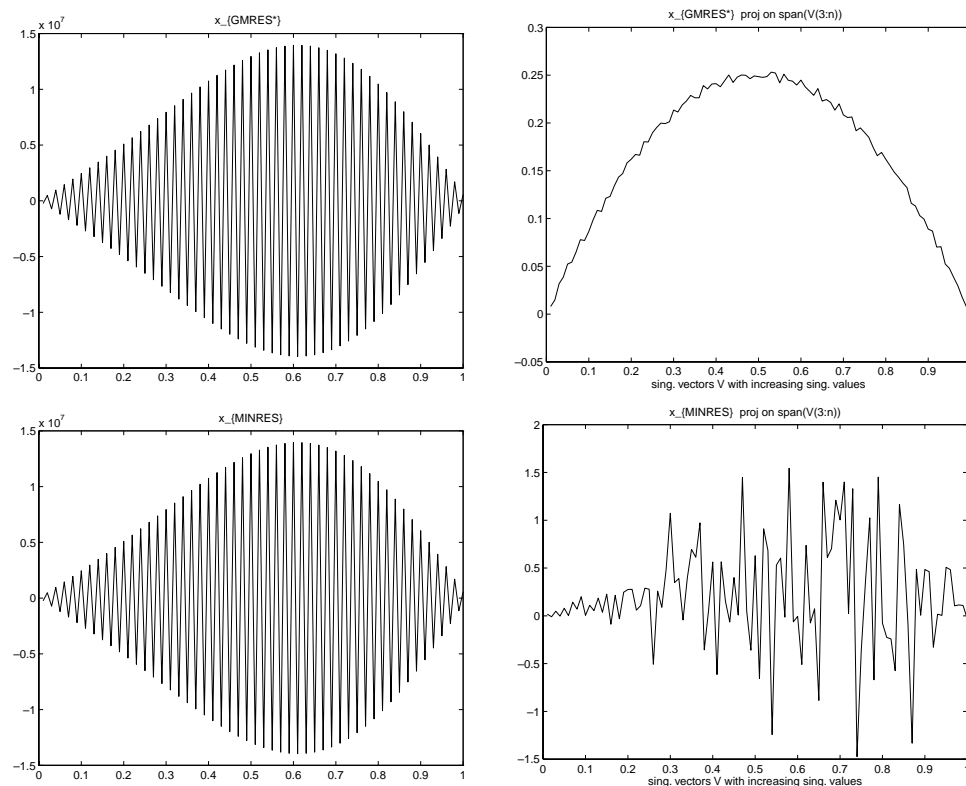 x_{GMRES*}
x 10^7
1.5
1
0.5
0
−0.5
−1
−1.5
0 0.1 0.2 0.3 0.4 0.5 0.6 0.7 0.8 0.9 1
x_{GMRES*} proj on span(V(3:n))
0.3
0.25
0.2
0.15
0.1
0.05
0
−0.05
0 0.1 0.2 0.3 0.4 0.5 0.6 0.7 0.8 0.9
sing. vectors V with increasing sing. values
x_{MINRES}
x 10^7
1.5
1
0.5
0
−0.5
−1
−1.5
0 0.1 0.2 0.3 0.4 0.5 0.6 0.7 0.8 0.9 1
x_{MINRES} proj on span(V(3:n))
2
1.5
1
0.5
0
−0.5
−1
−1.5
0 0.1 0.2 0.3 0.4 0.5 0.6 0.7 0.8 0.9
sing. vectors V with increasing sing. values